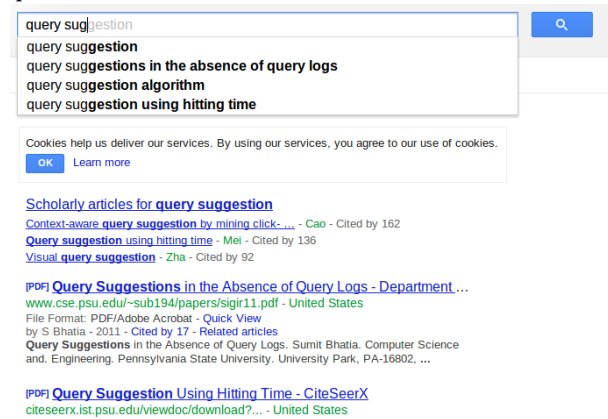 query suggestion
query suggestion
query suggestions in the absence of query logs
query suggestion algorithm
query suggestion using hitting time
Cookies help us deliver our services. By using our services, you agree to our use of cookies.
OK Learn more
Scholarly articles for query suggestion
Context-aware query suggestion by mining click- ... - Cao - Cited by 162
Query suggestion using hitting time - Mei - Cited by 136
Visual query suggestion - Zha - Cited by 92
[PDF] Query Suggestions in the Absence of Query Logs - Department ...
www.cse.psu.edu/~sub194/papers/sigir11.pdf - United States
File Format: PDF/Adobe Acrobat - Quick View
by S Bhatia - 2011 - Cited by 17 - Related articles
Query Suggestions in the Absence of Query Logs. Sumit Bhatia. Computer Science
and. Engineering. Pennsylvania State University. University Park, PA-16802, ...
[PDF] Query Suggestion Using Hitting Time - CiteSeerX
citeseerx.ist.psu.edu/viewdoc/download?... - United States